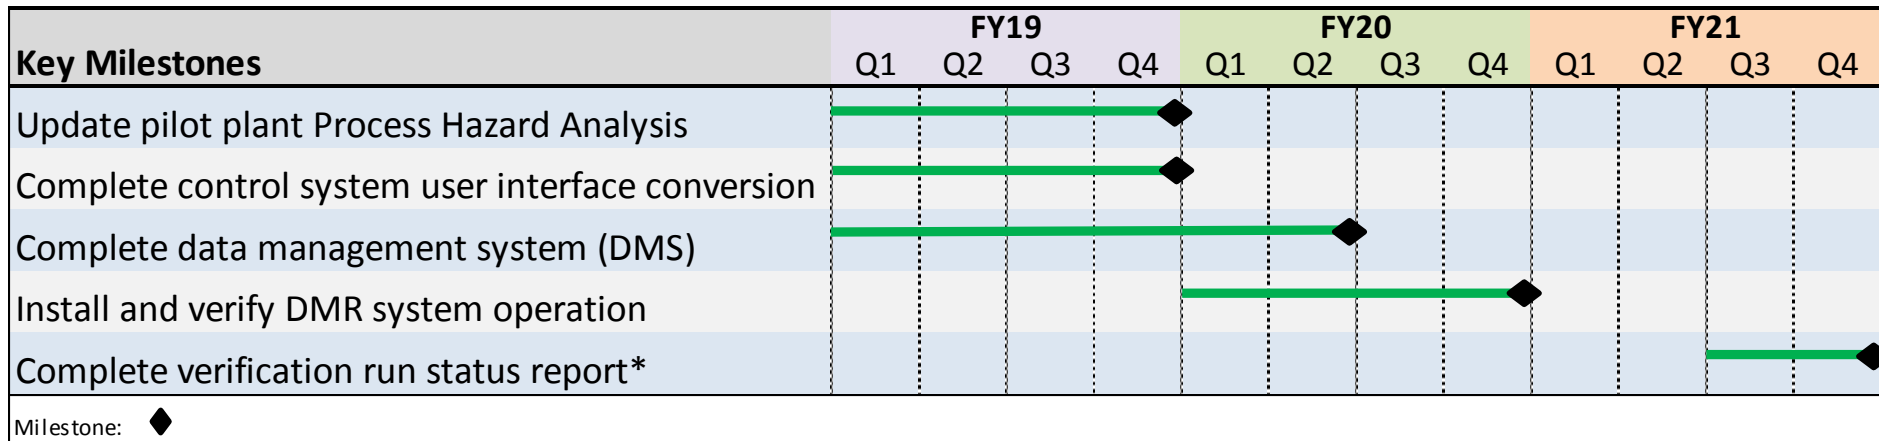 FY19 FY20 FY21
Key Milestones Q1 Q2 Q3 Q4 Q1 Q2 Q3 Q4 Q1 Q2 Q3 Q4
Update pilot plant Process Hazard Analysis
Complete control system user interface conversion
Complete data management system (DMS)
Install and verify DMR system operation
Complete verification run status report*
Milestone: